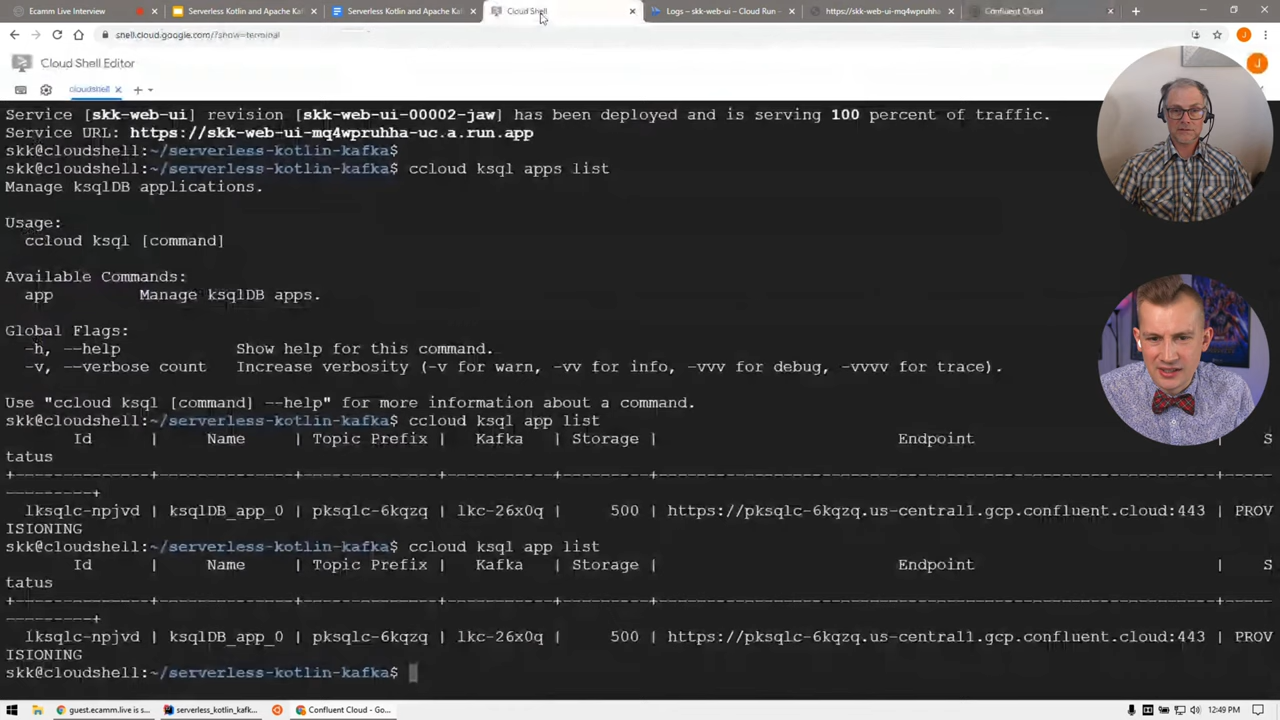 Ecamm Live Interview
Serverless Kotlin and Apache Ka
Serverless Kotlin and Apache Kaf
Cloud Shell
Logs – skk-web-ui – Cloud Run
https://skk-web-ui-mq4wpruhha
Confluent Cloud
shell.cloud.google.com/?show=terminal
J
Cloud Shell Editor
J
cloudshell
Service [skk-web-ui] revision [skk-web-ui-00002-jaw] has been deployed and is serving 100 percent of traffic.
Service URL: https://skk-web-ui-mq4wpruhha-uc.a.run.app
skk@cloudshell:~/serverless-kotlin-kafka$
skk@cloudshell:~/serverless-kotlin-kafka$ ccloud ksql apps list
Manage ksqlDB applications.
Usage:
ccloud ksql [command]
Available Commands:
app Manage ksqlDB apps.
Global Flags:
-h, --help Show help for this command.
-v, --verbose count Increase verbosity (-v for warn, -vv for info, -vvv for debug, -vvvv for trace).
Use "ccloud ksql [command] --help" for more information about a command.
skk@cloudshell:~/serverless-kotlin-kafka$ ccloud ksql app list
Id | Name | Topic Prefix | Kafka | Storage | Endpoint | S
tatus
+--------------+--------------+--------------+-----------+---------+----------------------------------------------------------+-----
---------+
lksqlc-npjvd | ksqlDB_app_0 | pksqlc-6kqzq | lkc-26x0q | 500 | https://pksqlc-6kqzq.us-central1.gcp.confluent.cloud:443 | PROV
ISIONING
skk@cloudshell:~/serverless-kotlin-kafka$ ccloud ksql app list
Id | Name | Topic Prefix | Kafka | Storage | Endpoint | S
tatus
+--------------+--------------+--------------+-----------+---------+----------------------------------------------------------+-----
---------+
lksqlc-npjvd | ksqlDB_app_0 | pksqlc-6kqzq | lkc-26x0q | 500 | https://pksqlc-6kqzq.us-central1.gcp.confluent.cloud:443 | PROV
ISIONING
skk@cloudshell:~/serverless-kotlin-kafka$
guest.ecamm.live is s...
serverless_kotlin_kafk...
Confluent Cloud - Go...
12:49 PM